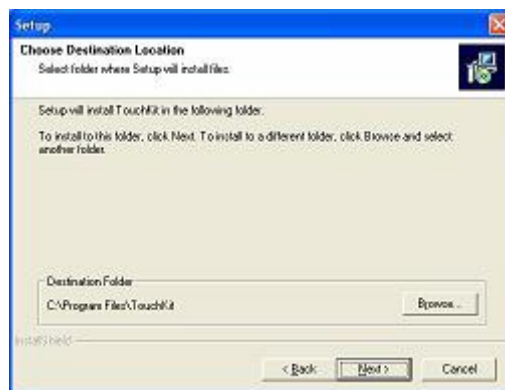 Setup
Choose Destination Location
Select folder where Setup will install files.
Setup will install TouchKit in the following folder.
To install to this folder, click Next. To install to a different folder, click Browse and select
another folder.
Destination Folder
C:\Program Files\TouchKit
Browse...
InstallShield
< Back
Next >
Cancel